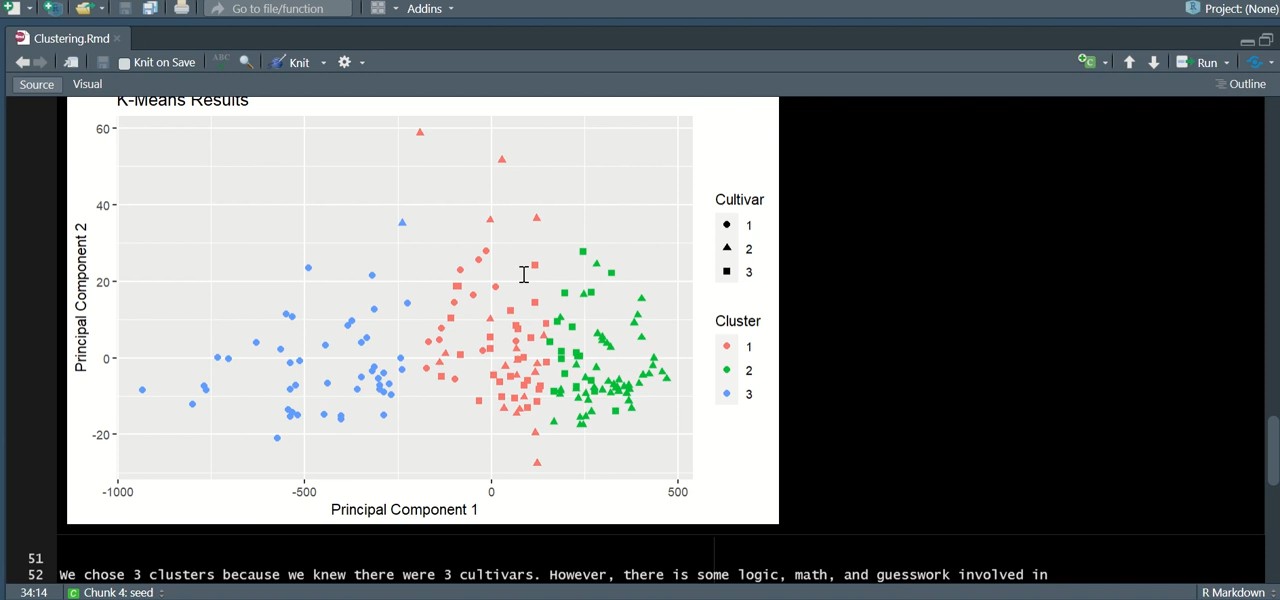 Go to file/function
Addins
Project: (None)
Clustering.Rmd
Knit on Save
ABC
Knit
Run
Source
Visual
Outline
K-Means Results
60
40
20
0
-20
Principal Component 2
-1000
-500
0
500
Principal Component 1
Cultivar
1
2
3
Cluster
1
2
3
51
52 We chose 3 clusters because we knew there were 3 cultivars. However, there is some logic, math, and guesswork involved in
34:14
Chunk 4: seed
R Markdown